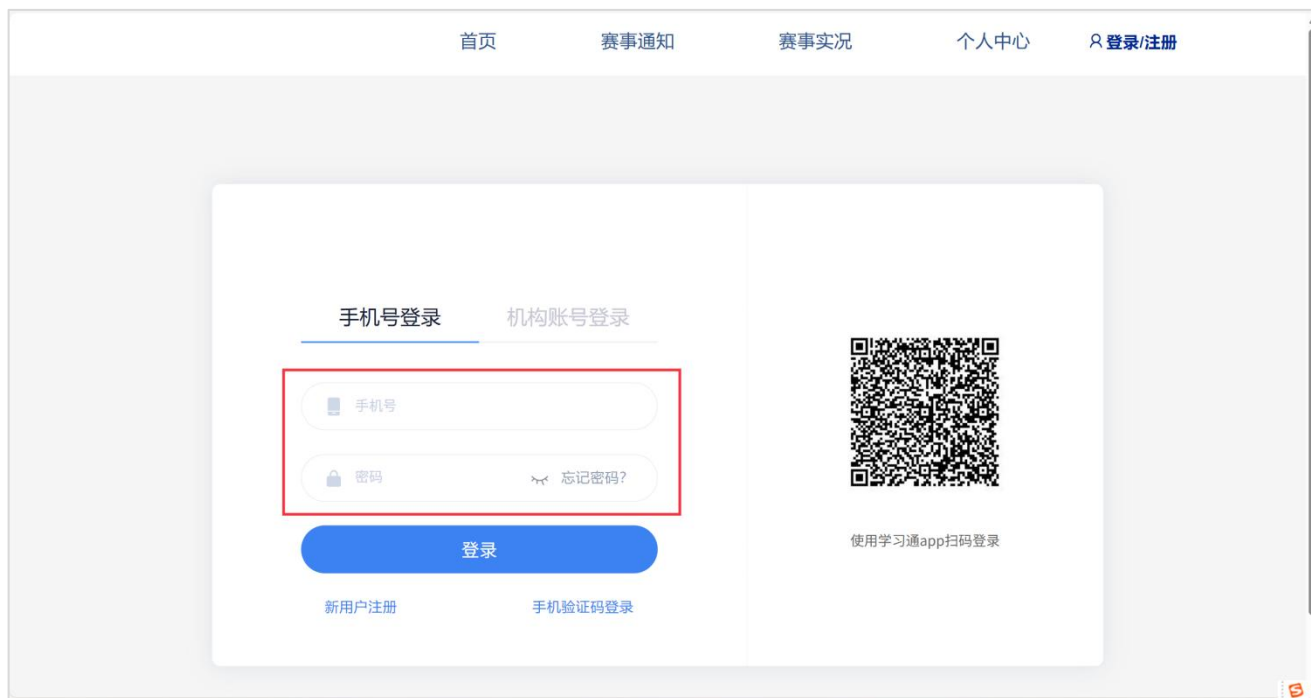 首页 赛事通知 赛事实况 个人中心 登录/注册
手机号登录 机构账号登录
手机号
密码 忘记密码?
登录
使用学习通app扫码登录
新用户注册 手机验证码登录